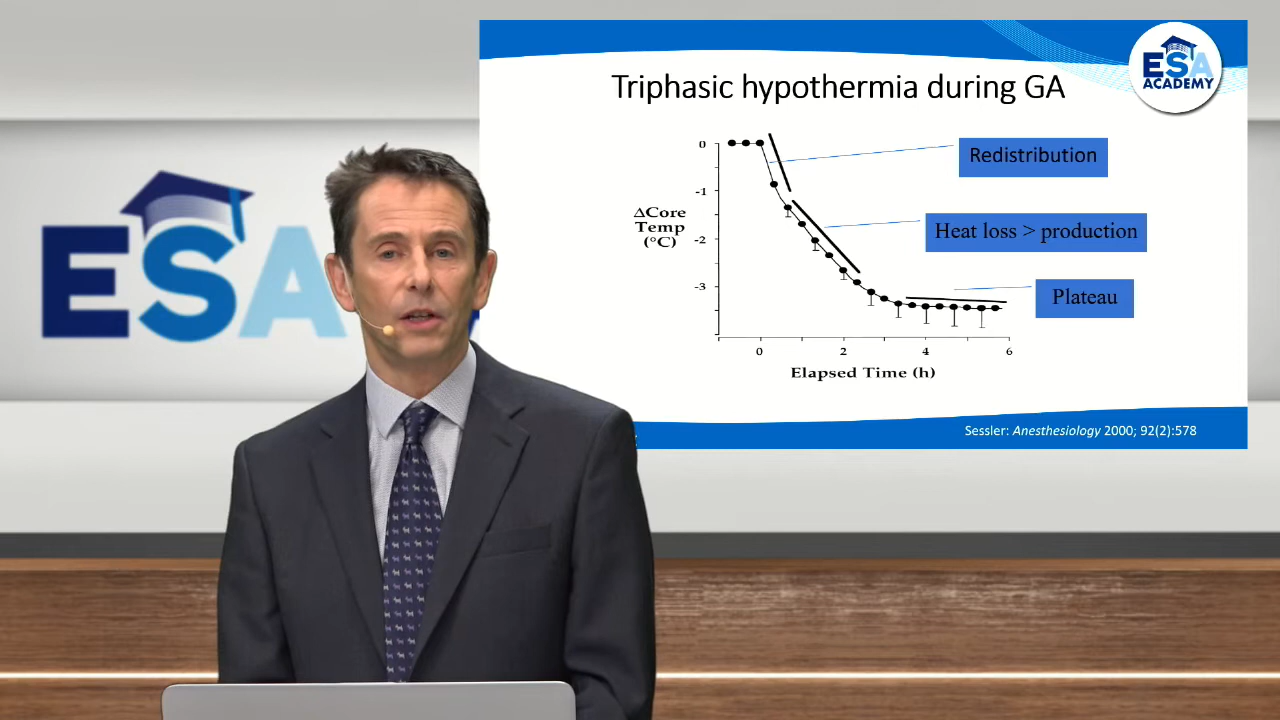 ESA
ESA
ACADEMY
Triphasic hypothermia during GA
0
-1
-2
-3
ΔCore
Temp
(°C)
Redistribution
Heat loss > production
Plateau
0
2
4
6
Elapsed Time (h)
Sessler: Anesthesiology 2000; 92(2):578